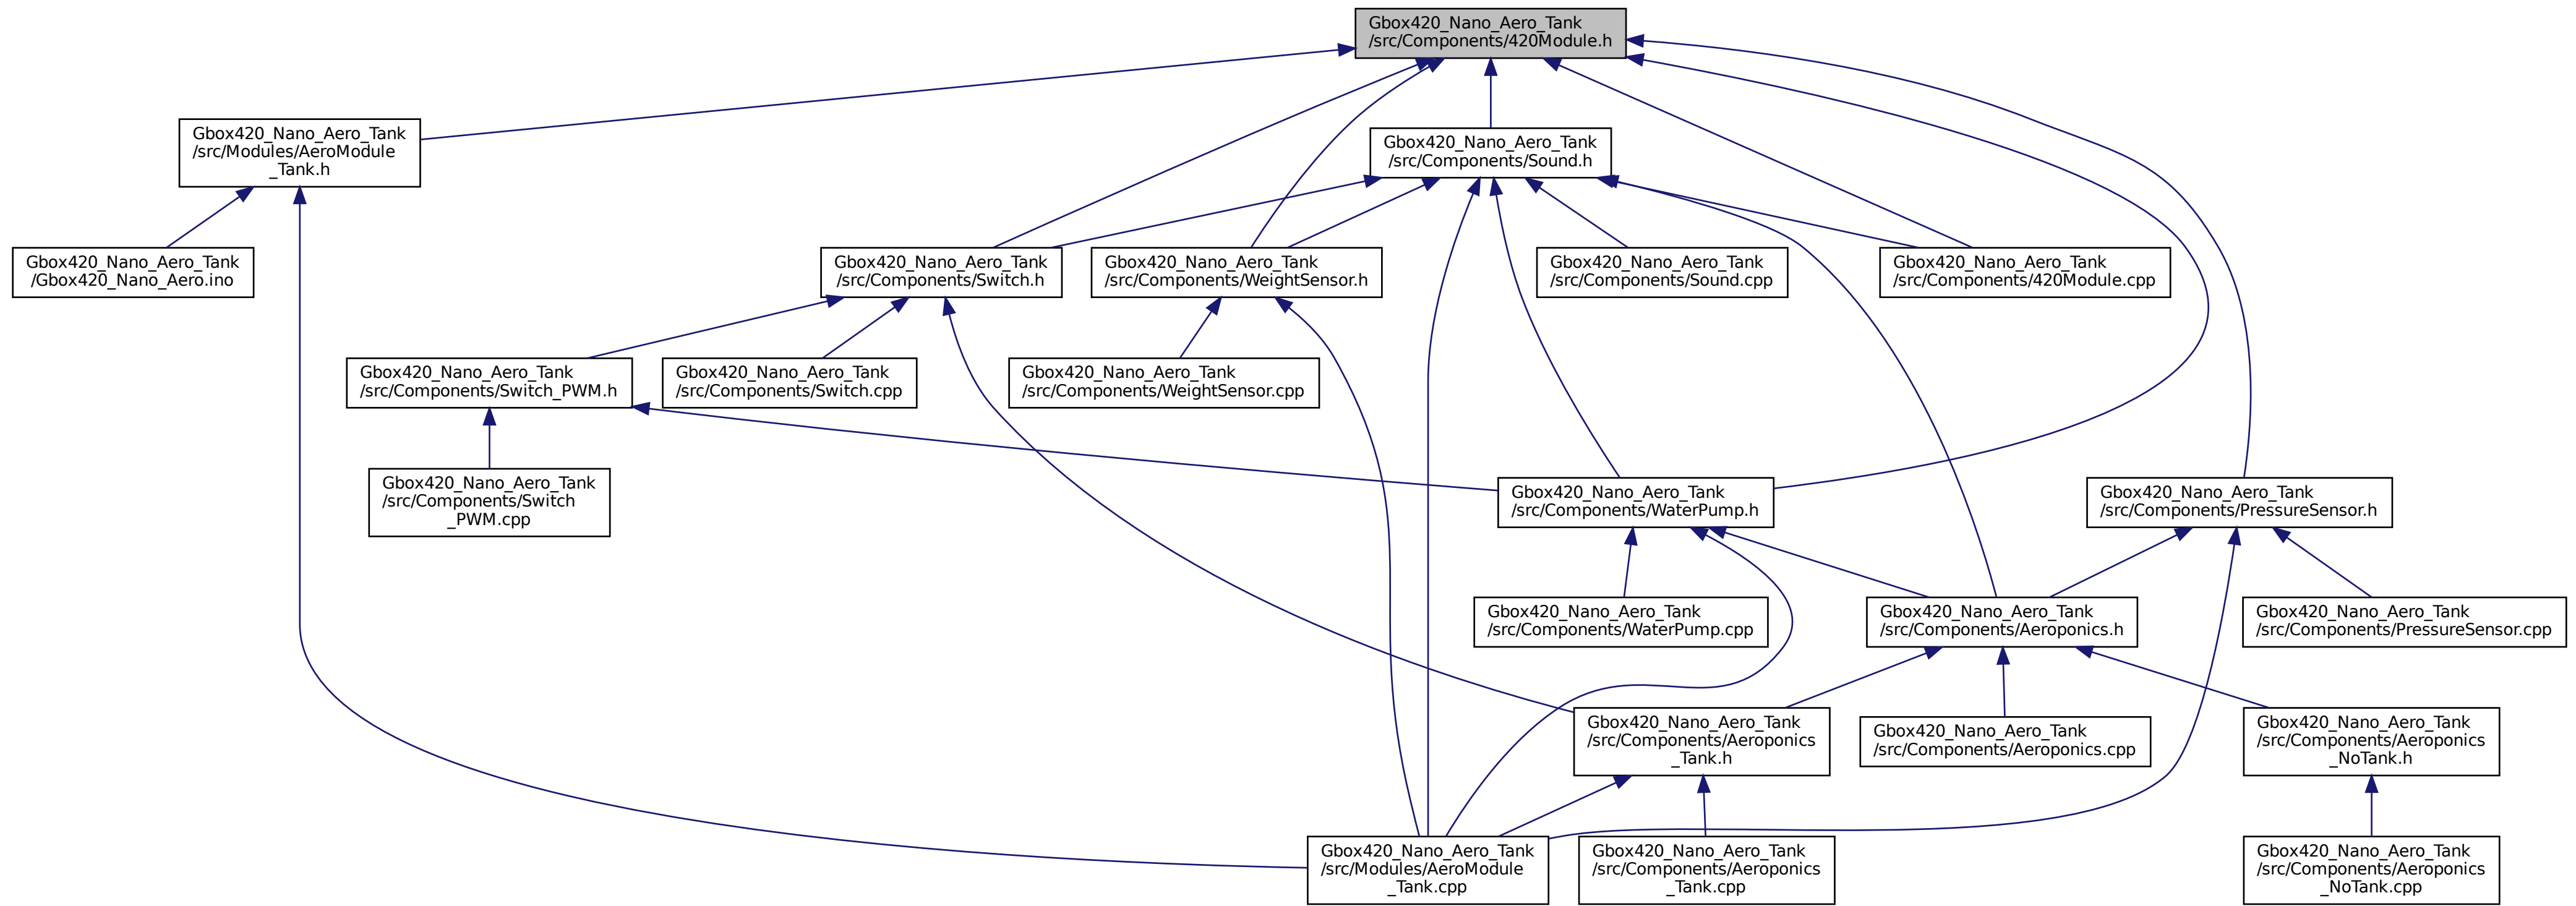 Gbox420_Nano_Aero_Tank
/src/Components/420Module.h
Gbox420_Nano_Aero_Tank
/src/Modules/AeroModule
_Tank.h
Gbox420_Nano_Aero_Tank
/src/Components/Sound.h
Gbox420_Nano_Aero_Tank
/Gbox420_Nano_Aero.ino
Gbox420_Nano_Aero_Tank
/src/Components/Switch.h
Gbox420_Nano_Aero_Tank
/src/Components/WeightSensor.h
Gbox420_Nano_Aero_Tank
/src/Components/Sound.cpp
Gbox420_Nano_Aero_Tank
/src/Components/420Module.cpp
Gbox420_Nano_Aero_Tank
/src/Components/Switch_PWM.h
Gbox420_Nano_Aero_Tank
/src/Components/Switch.cpp
Gbox420_Nano_Aero_Tank
/src/Components/WeightSensor.cpp
Gbox420_Nano_Aero_Tank
/src/Components/Switch
_PWM.cpp
Gbox420_Nano_Aero_Tank
/src/Components/WaterPump.h
Gbox420_Nano_Aero_Tank
/src/Components/PressureSensor.h
Gbox420_Nano_Aero_Tank
/src/Components/WaterPump.cpp
Gbox420_Nano_Aero_Tank
/src/Components/Aeroponics.h
Gbox420_Nano_Aero_Tank
/src/Components/PressureSensor.cpp
Gbox420_Nano_Aero_Tank
/src/Components/Aeroponics
_Tank.h
Gbox420_Nano_Aero_Tank
/src/Components/Aeroponics.cpp
Gbox420_Nano_Aero_Tank
/src/Components/Aeroponics
_NoTank.h
Gbox420_Nano_Aero_Tank
/src/Modules/AeroModule
_Tank.cpp
Gbox420_Nano_Aero_Tank
/src/Components/Aeroponics
_Tank.cpp
Gbox420_Nano_Aero_Tank
/src/Components/Aeroponics
_NoTank.cpp